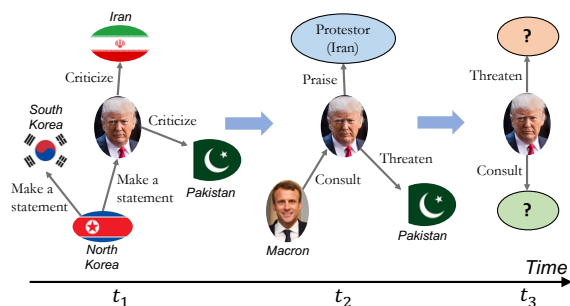 Iran
Criticize
South
Korea
Criticize
Make a
statement
Make a
statement
Pakistan
North
Korea
Protestor
(Iran)
Praise
Consult
Threaten
Macron
Pakistan
?
Threaten
Consult
?
Time
t1
t2
t3